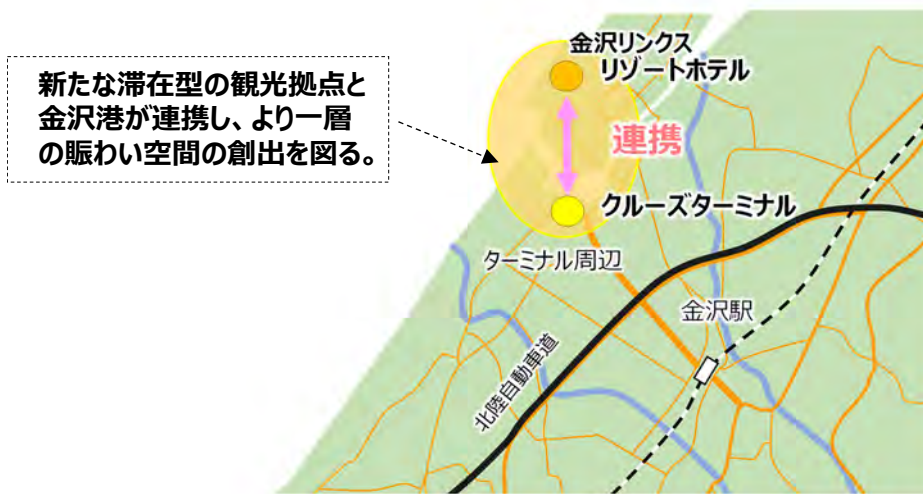 新たな滞在型の観光拠点と
金沢港が連携し、より一層
の賑わい空間の創出を図る。
金沢リンクス
リゾートホテル
連携
クルーズターミナル
ターミナル周辺
金沢駅
北陸自動車道